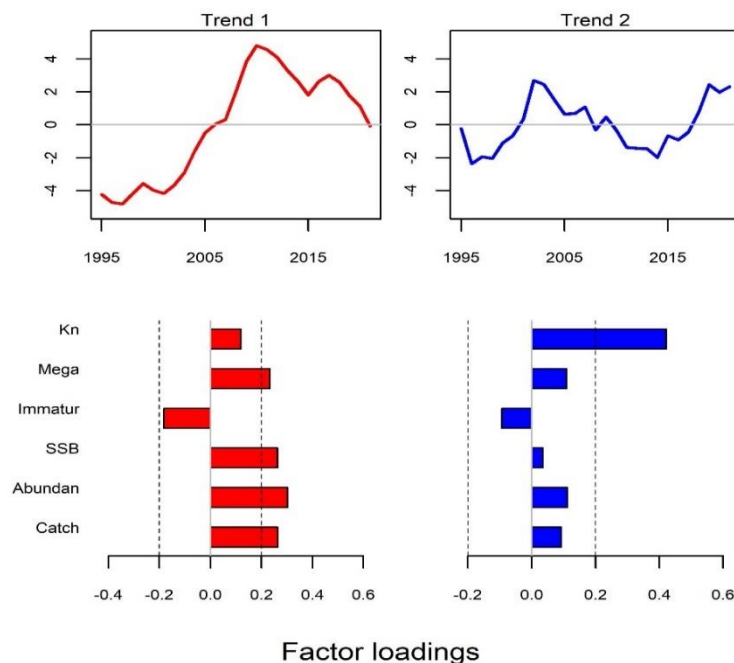 Trend 1 Trend 2
4 4
2 2
0 0
-2 -2
-4 -4
1995 2005 2015 1995 2005 2015
Kn
Mega
Immatur
SSB
Abundan
Catch
-0.4 -0.2 0.0 0.2 0.4 0.6 -0.2 0.0 0.2 0.4 0.6
Factor loadings